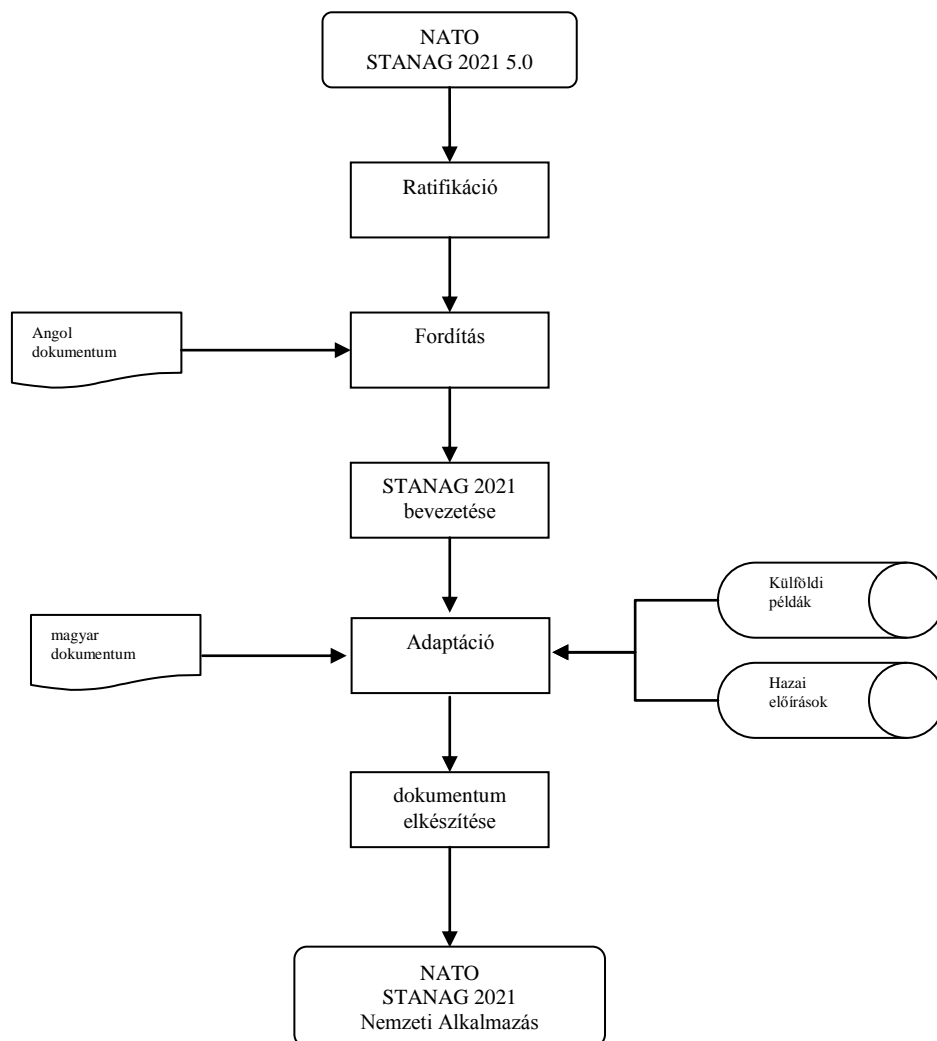 NATO
STANAG 2021 5.0
Ratifikáció
Angol
dokumentum
Fordítás
STANAG 2021
bevezetése
magyar
dokumentum
Adaptáció
Külföldi
példák
Hazai
előírások
dokumentum
elkészítése
NATO
STANAG 2021
Nemzeti Alkalmazás